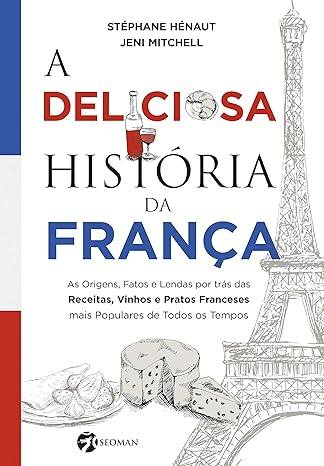 STÉPHANE HÉNAUT
JENI MITCHELL
A
DELICIOSA
HISTÓRIA
DA
FRANÇA
As Origens, Fatos e Lendas por trás das
Receitas, Vinhos e Pratos Franceses
mais Populares de Todos os Tempos
SEOMAN